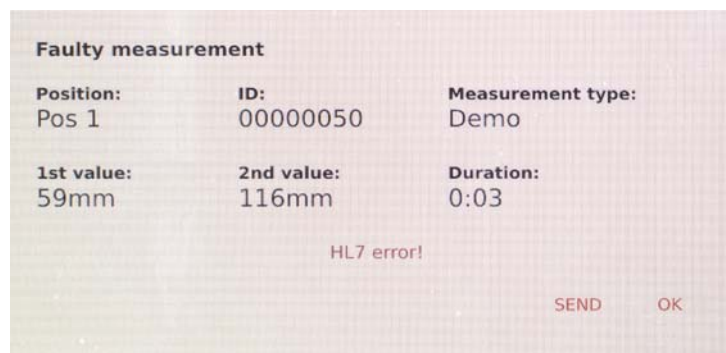 Faulty measurement
Position: ID: Measurement type:
Pos 1 00000050 Demo
1st value: 2nd value: Duration:
59mm 116mm 0:03
HL7 error!
SEND OK